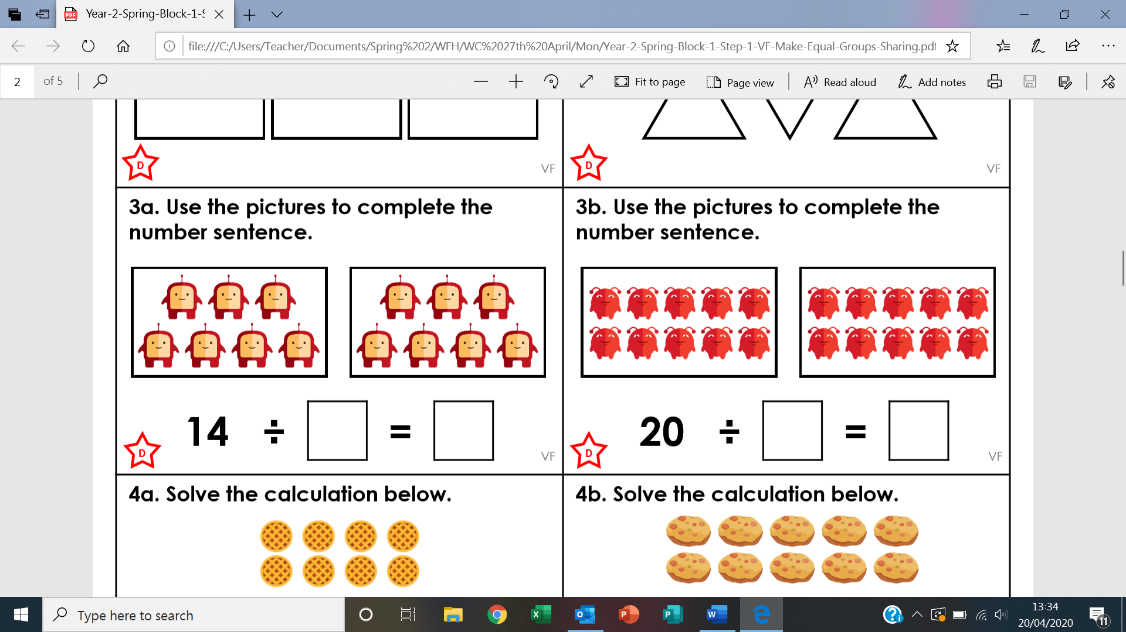 Year-2-Spring-Block-1-S
file:///C:/Users/Teacher/Documents/Spring%202/WFH/WC%2027th%20April/Mon/Year-2-Spring-Block-1-Step-1-VF-Make-Equal-Groups-Sharing.pdf
2 of 5 Fit to page Page view Read aloud Add notes
D VF D VF
3a. Use the pictures to complete the
number sentence.
14 ÷ =
D VF
3b. Use the pictures to complete the
number sentence.
20 ÷ =
D VF
4a. Solve the calculation below.
4b. Solve the calculation below.
Type here to search
13:34
20/04/2020
11